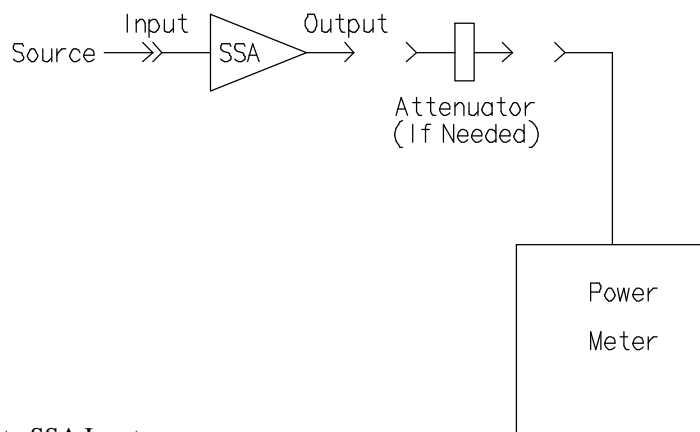 Input
Output
Source
SSA
Attenuator
(If Needed)
Power
Meter